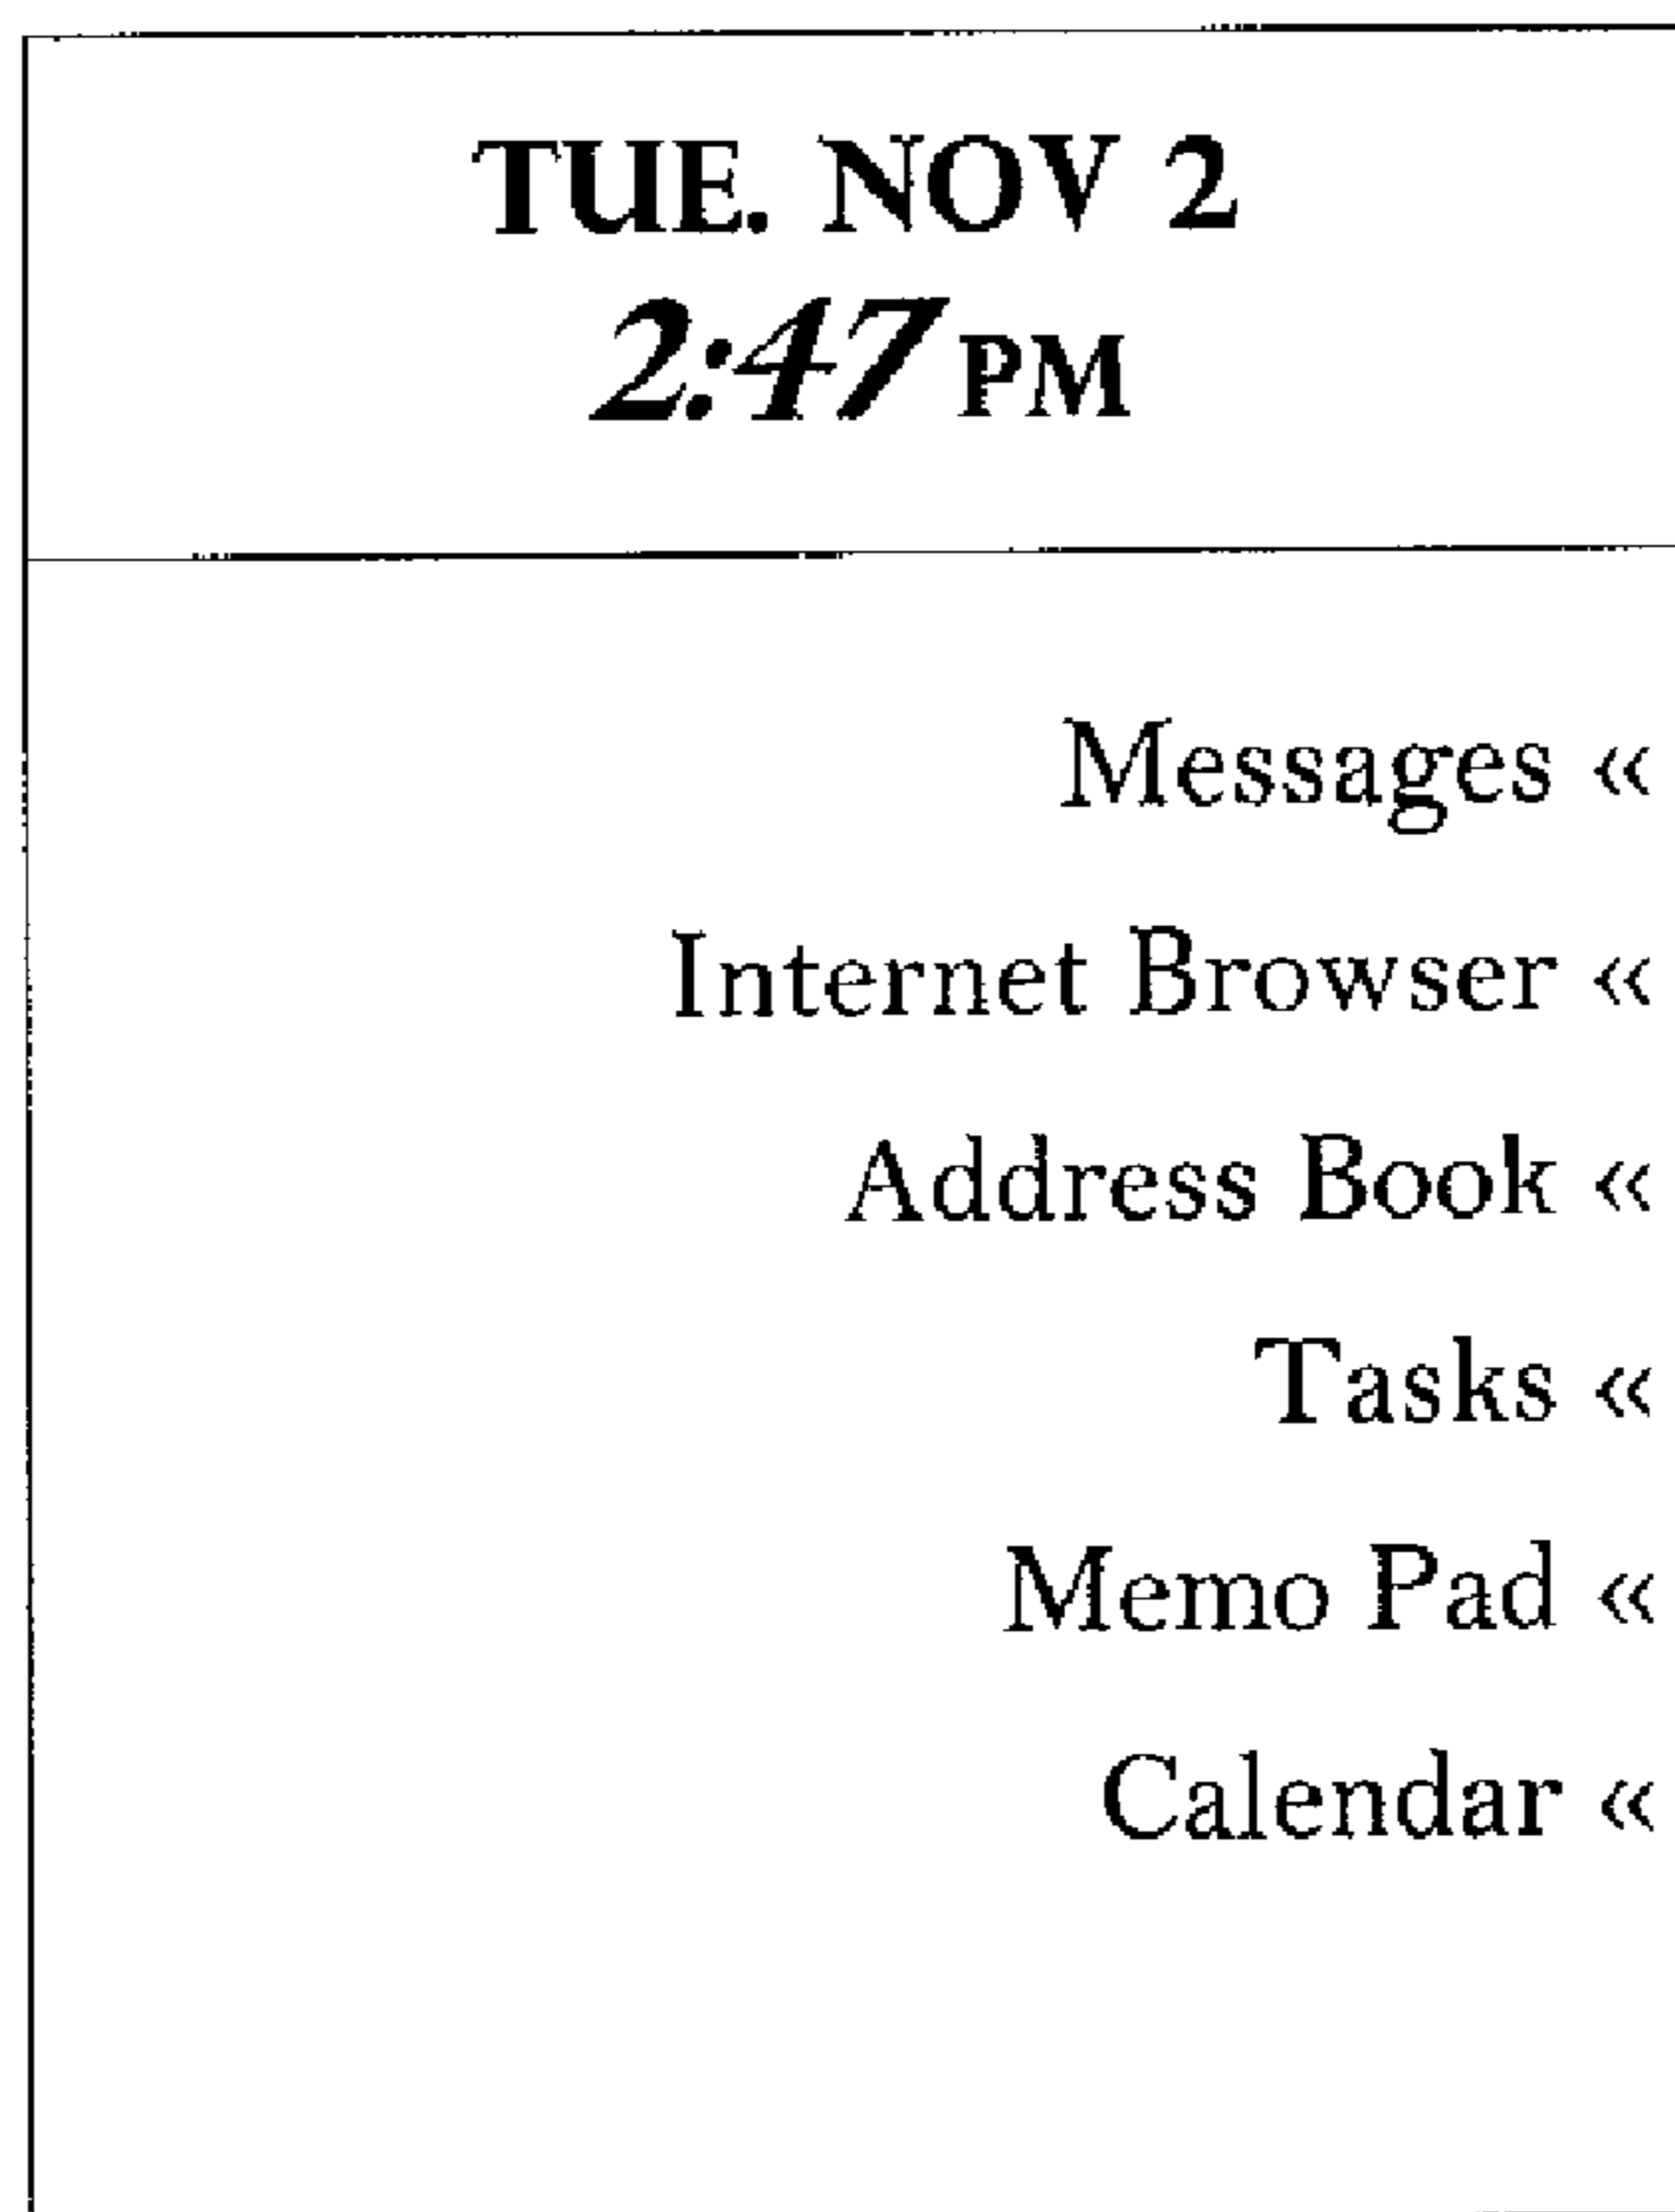 TUE. NOV 2
2:47 PM
Messages «
Internet Browser «
Address Book «
Tasks «
Memo Pad «
Calendar «